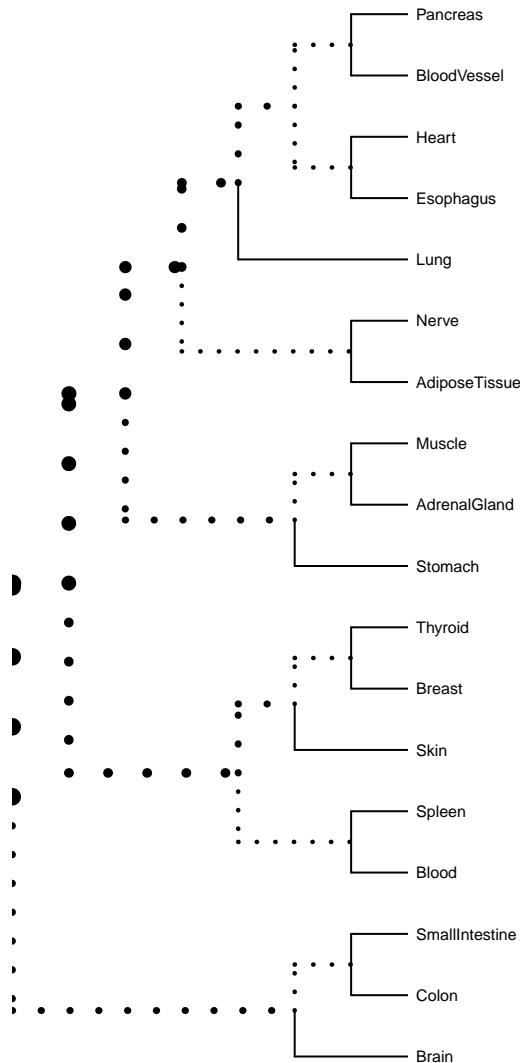 Pancreas
BloodVessel
Heart
Esophagus
Lung
Nerve
AdiposeTissue
Muscle
AdrenalGland
Stomach
Thyroid
Breast
Skin
Spleen
Blood
SmallIntestine
Colon
Brain